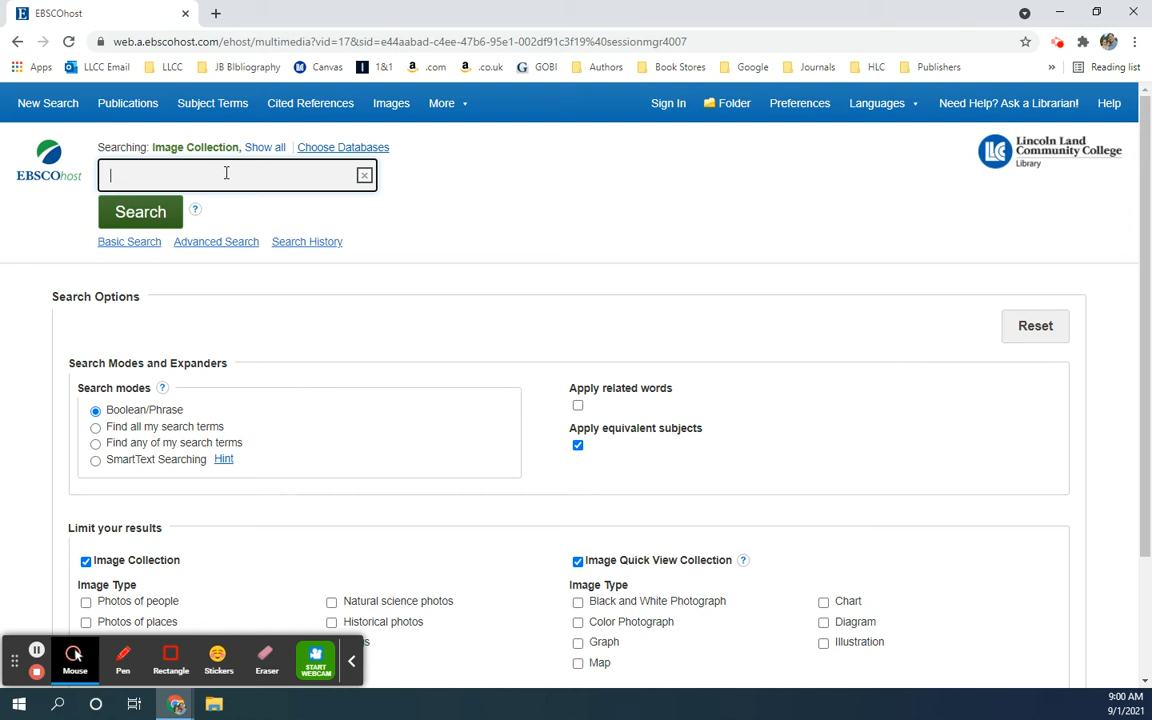 EBSCOhost
web.a.ebscohost.com/ehost/multimedia?vid=17&sid=e44aabad-c4ee-47b6-95e1-002df91c3f19%40sessionmgr4007
Apps LLCC Email LLCC JB BIbliography Canvas 1&1 .com .co.uk GOBI Authors Book Stores Google Journals HLC Publishers » Reading list
New Search Publications Subject Terms Cited References Images More Sign In Folder Preferences Languages Need Help? Ask a Librarian! Help
Searching: Image Collection, Show all Choose Databases
EBSCOhost
Lincoln Land
Community College
Library
LLC
Search ?
Basic Search Advanced Search Search History
Search Options
Reset
Search Modes and Expanders
Search modes ?
Boolean/Phrase
Find all my search terms
Find any of my search terms
SmartText Searching Hint
Apply related words
Apply equivalent subjects
Limit your results
Image Collection
Image Type
Photos of people Natural science photos
Photos of places Historical photos
Image Quick View Collection ?
Image Type
Black and White Photograph Chart
Color Photograph Diagram
Graph Illustration
Map
Mouse Pen Rectangle Stickers Eraser START WEBCAM
9:00 AM
9/1/2021